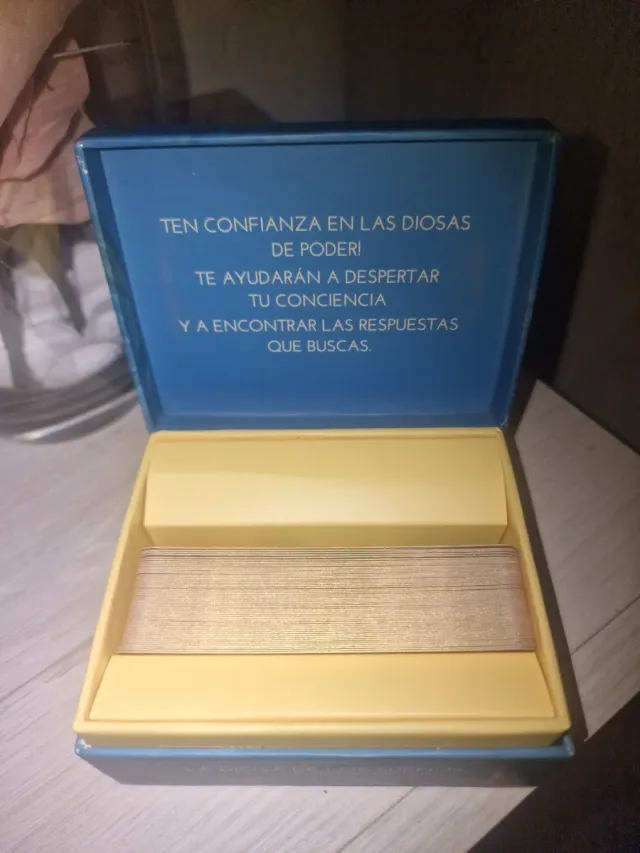 TEN CONFIANZA EN LAS DIOSAS
DE PODER!
TE AYUDARÁN A DESPERTAR
TU CONCIENCIA
Y A ENCONTRAR LAS RESPUESTAS
QUE BUSCAS.